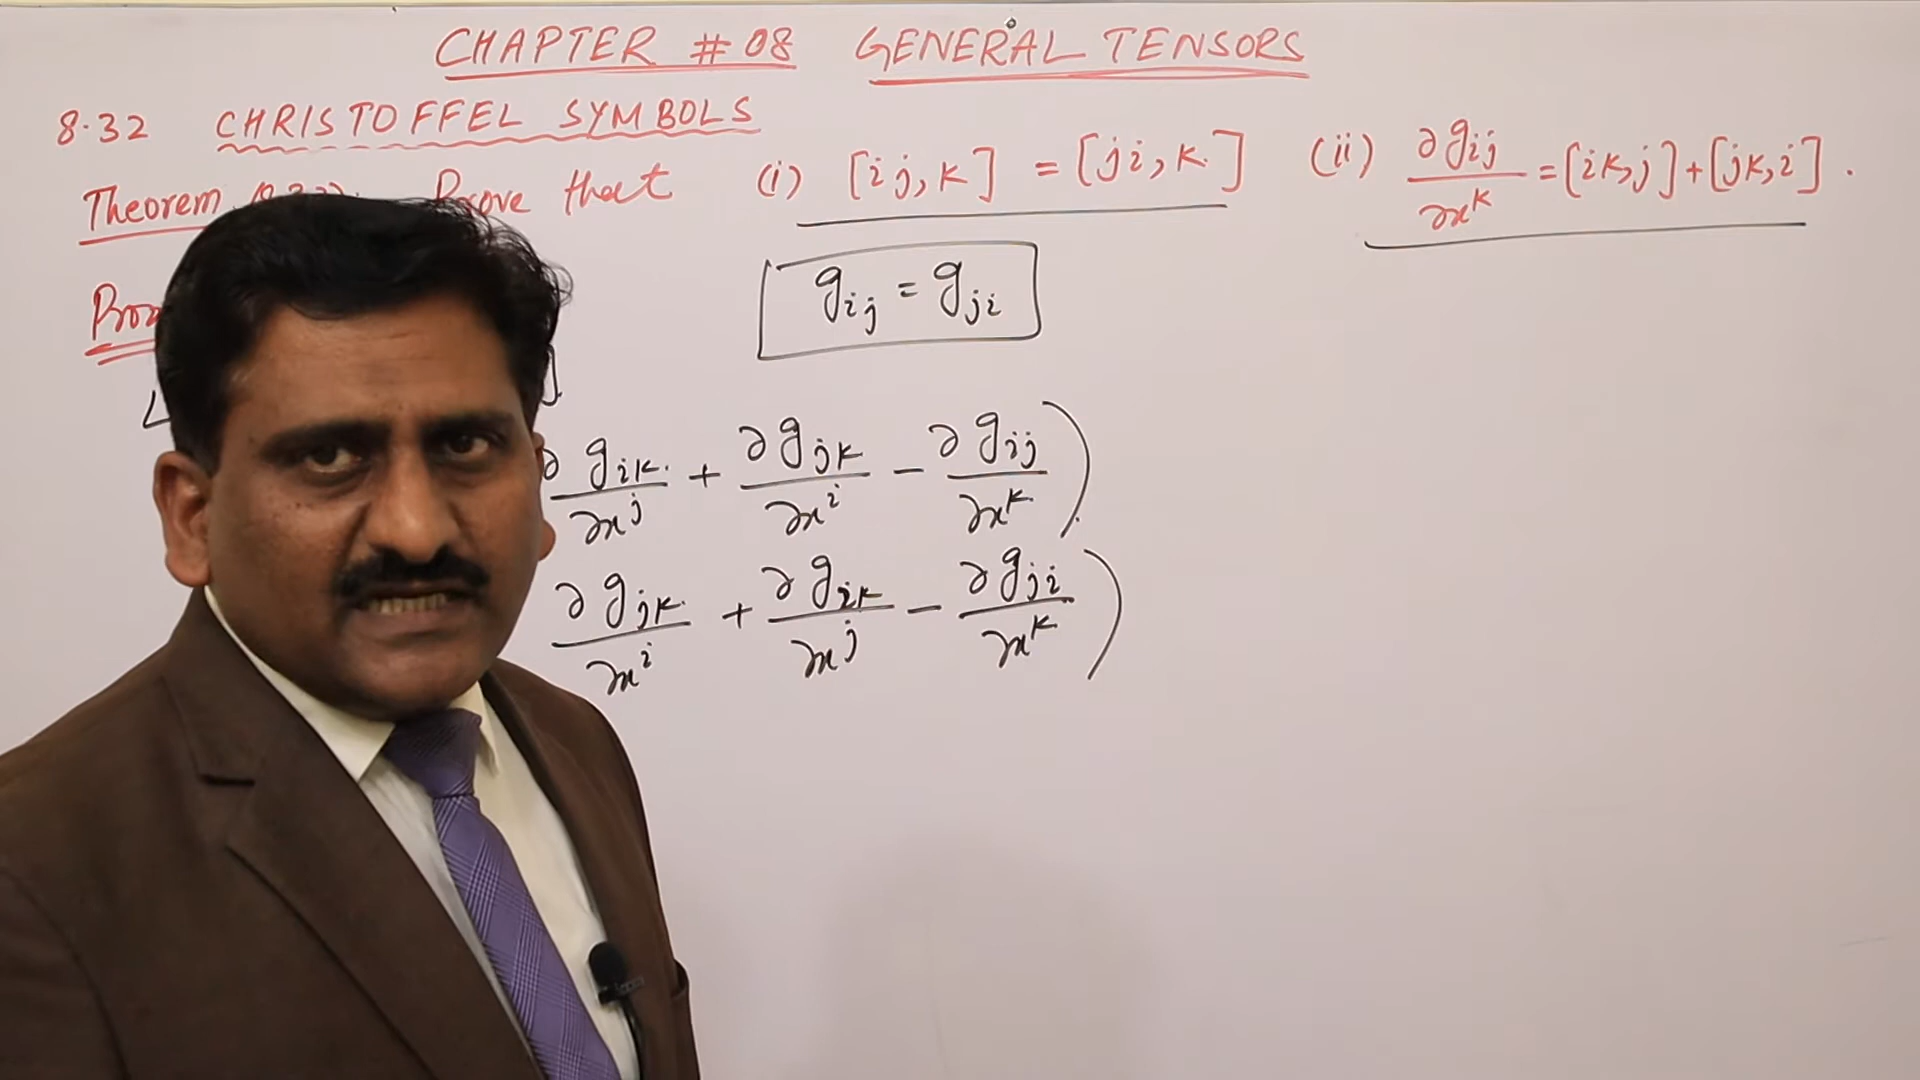 CHAPTER # 08 GENERAL TENSORS
8.32 CHRISTOFFEL SYMBOLS
Theorem Prove that (i) [ij,k] = [ji,k] (ii) ∂gij/∂x^k = [ik,j]+[jk,i].
gij = gji
∂gik/∂x^j + ∂gjk/∂x^i − ∂gij/∂x^k )
∂gjk/∂x^i + ∂gik/∂x^j − ∂gji/∂x^k )